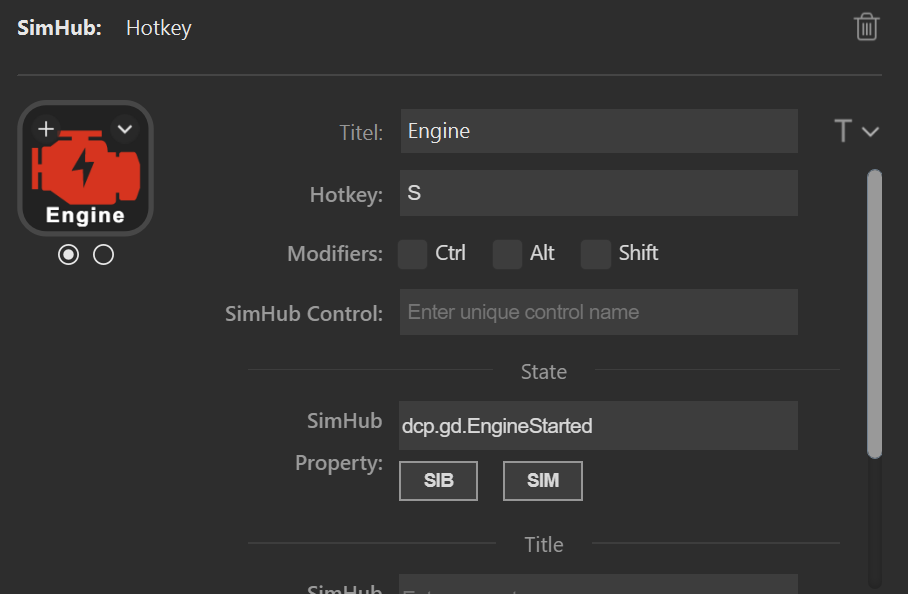 SimHub: Hotkey
Engine
Titel: Engine
T
Hotkey: S
Modifiers: Ctrl Alt Shift
SimHub Control: Enter unique control name
State
SimHub
Property:
dcp.gd.EngineStarted
SIB SIM
Title
SimHub